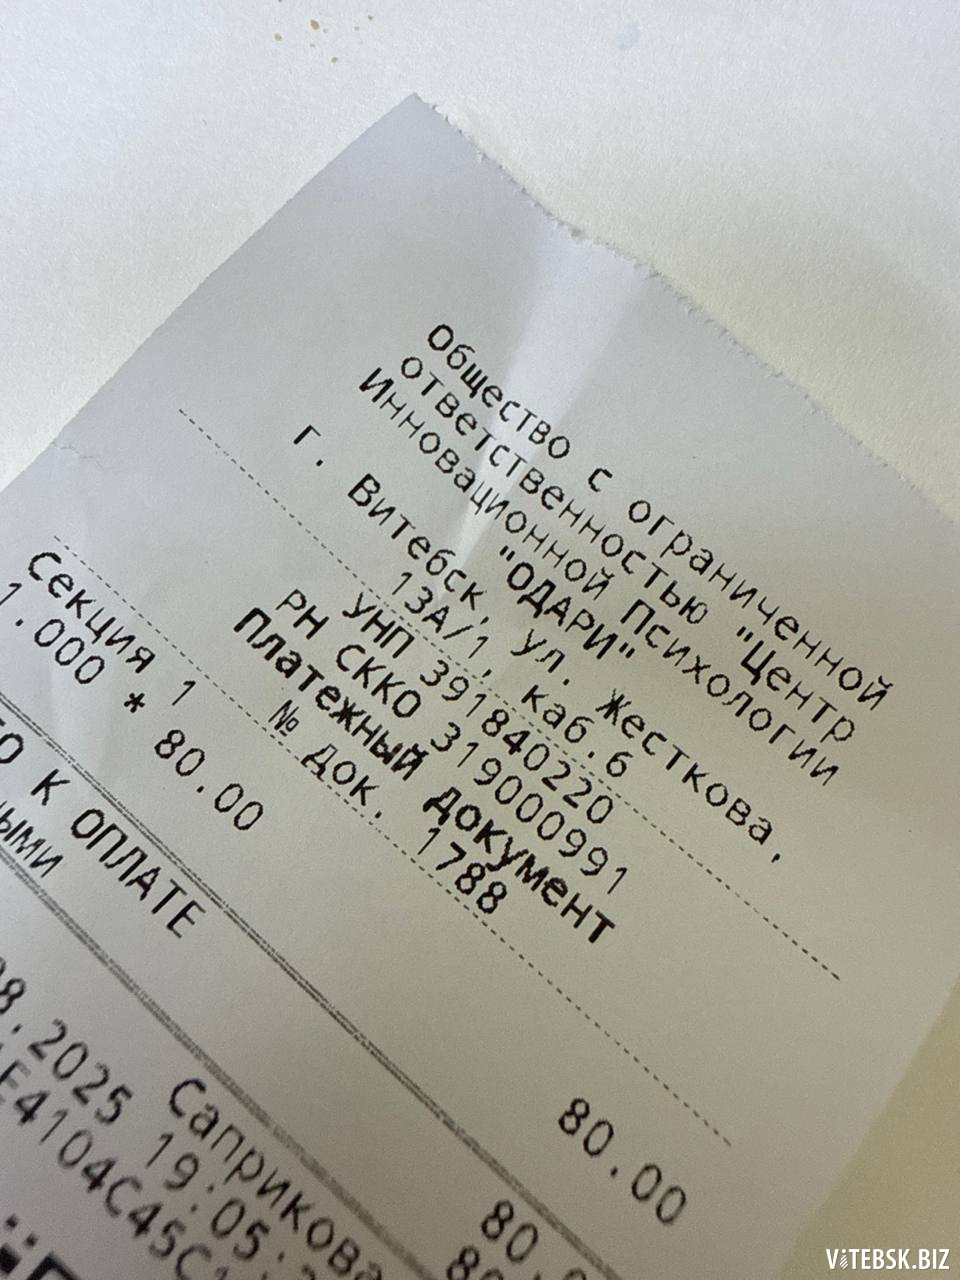 Общество с ограниченной
ответственностью "Центр
Инновационной Психологии
"ОДАРИ"
г. Витебск, ул. Жесткова,
13А/1, каб.6
УНП 391840220
РН СККО 31900991
Платежный документ
№ док. 1788
Секция 1
1.000 * 80.00
80.00
К ОПЛАТЕ
80.
Саприкова
2025 19:05
E4104C45C
VITEBSK.BIZ